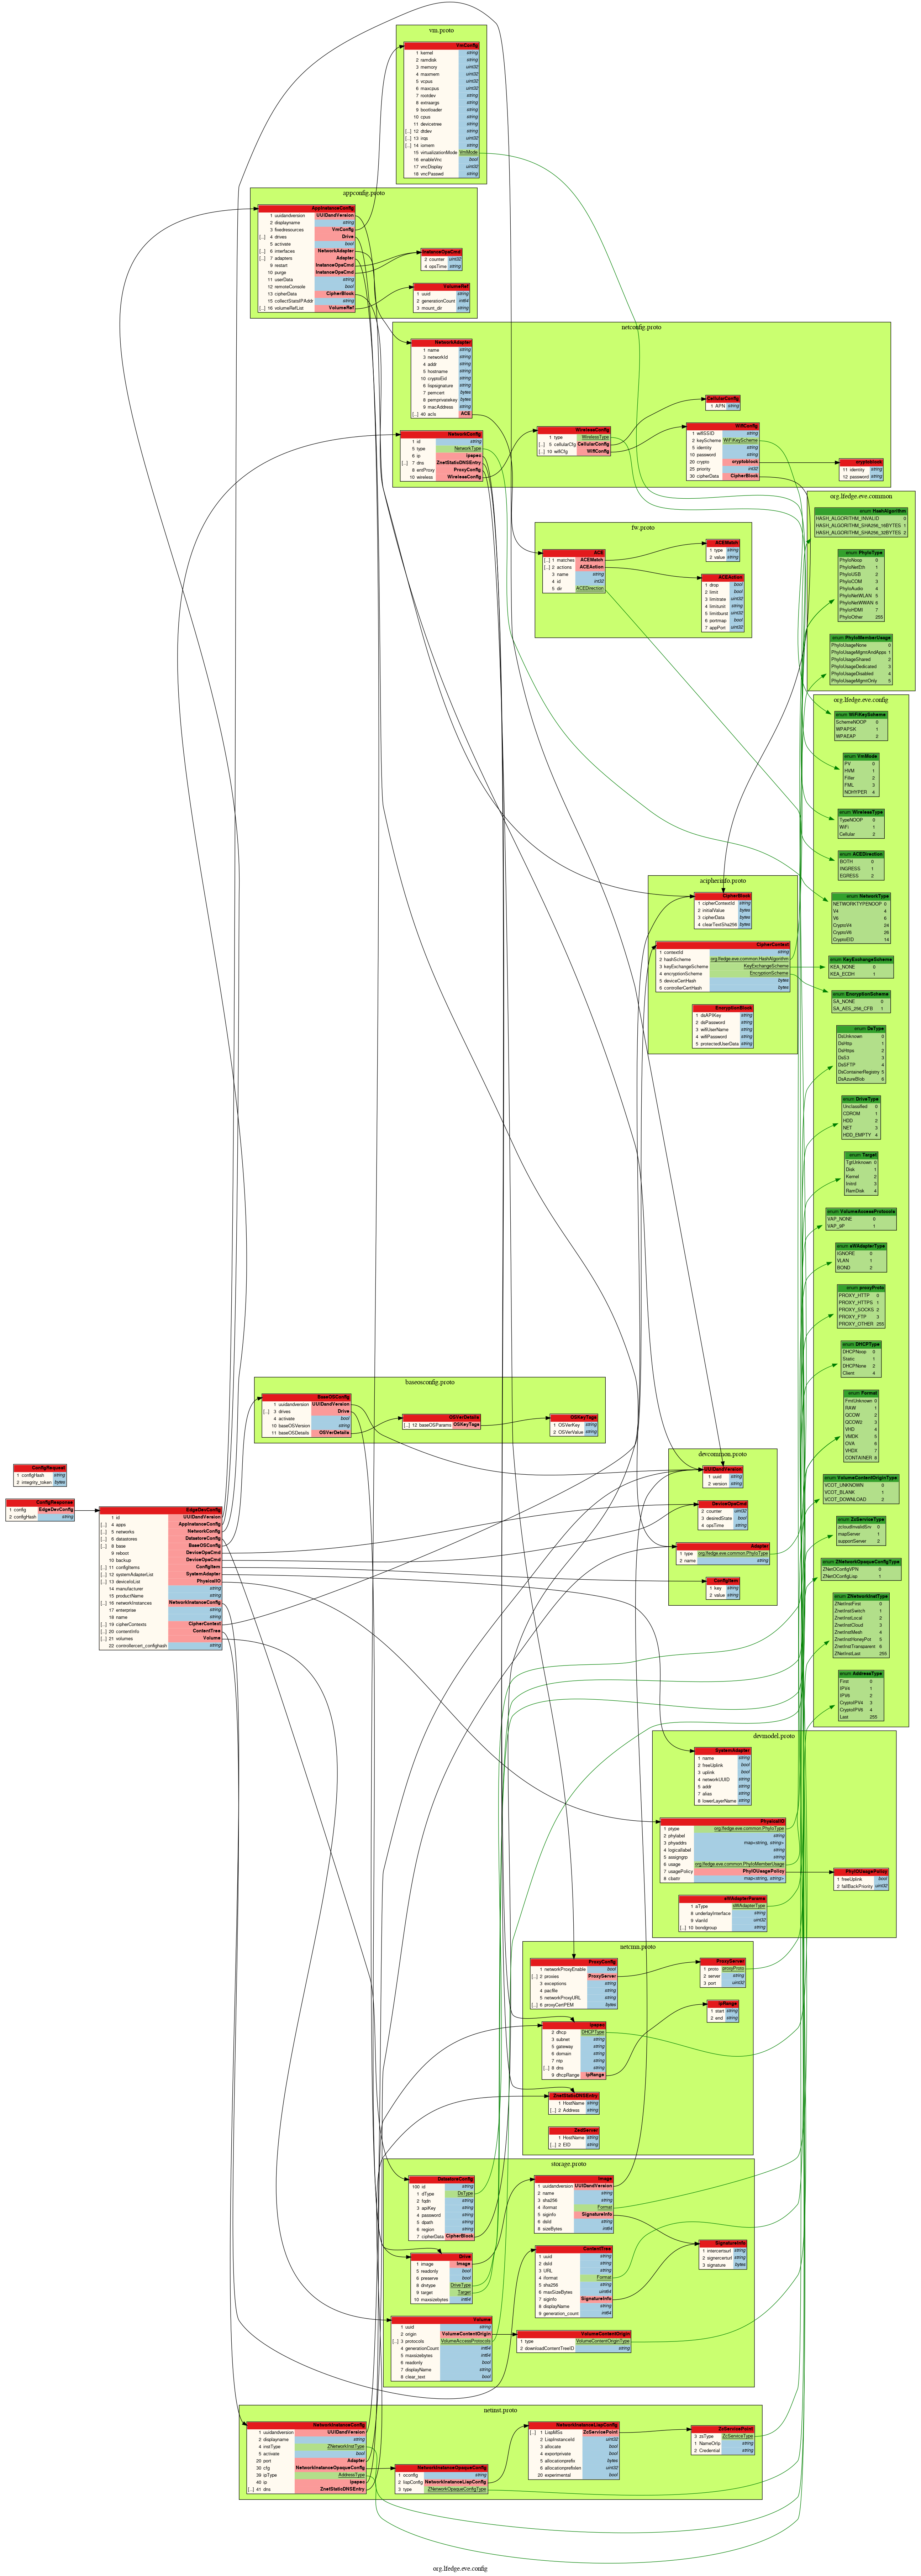 vm.proto
VmConfig
1 kernel string
2 ramdisk string
3 memory uint32
4 maxmem uint32
5 vcpus uint32
6 maxcpus uint32
7 rootdev string
8 extraargs string
9 bootloader string
10 cpus string
11 devicetree string
[...] 12 dtdev string
[...] 13 irqs uint32
[...] 14 iomem string
15 virtualizationMode VmMode
16 enableVnc bool
17 vncDisplay uint32
18 vncPasswd string
appconfig.proto
AppInstanceConfig
1 uuidandversion UUIDandVersion
2 displayname string
3 fixedresources VmConfig
[...] 4 drives Drive
5 activate bool
[...] 6 interfaces NetworkAdapter
[...] 7 adapters Adapter
9 restart InstanceOpsCmd
10 purge InstanceOpsCmd
11 userData string
12 remoteConsole bool
13 cipherData CipherBlock
15 collectStatsIPAddr string
[...] 16 volumeRefList VolumeRef
InstanceOpsCmd
2 counter uint32
4 opsTime string
VolumeRef
1 uuid string
2 generationCount int64
3 mount_dir string
netconfig.proto
NetworkAdapter
1 name string
3 networkId string
4 addr string
5 hostname string
10 cryptoEid string
6 lispsignature string
7 pemcert bytes
8 pemprivatekey bytes
9 macAddress string
[...] 40 acls ACE
NetworkConfig
1 id string
5 type NetworkType
6 ip ipspec
[...] 7 dns ZnetStaticDNSEntry
8 entProxy ProxyConfig
10 wireless WirelessConfig
WirelessConfig
1 type WirelessType
[...] 5 cellularCfg CellularConfig
[...] 10 wifiCfg WifiConfig
CellularConfig
1 APN string
WifiConfig
1 wifiSSID string
2 keyScheme WiFiKeyScheme
5 identity string
10 password string
20 crypto cryptoblock
25 priority int32
30 cipherData CipherBlock
cryptoblock
11 identity string
12 password string
org.lfedge.eve.common
enum HashAlgorithm
HASH_ALGORITHM_INVALID 0
HASH_ALGORITHM_SHA256_16BYTES 1
HASH_ALGORITHM_SHA256_32BYTES 2
enum PhyIoType
PhyIoNoop 0
PhyIoNetEth 1
PhyIoUSB 2
PhyIoCOM 3
PhyIoAudio 4
PhyIoNetWLAN 5
PhyIoNetWWAN 6
PhyIoHDMI 7
PhyIoOther 255
enum PhyIoMemberUsage
PhyIoUsageNone 0
PhyIoUsageMgmtAndApps 1
PhyIoUsageShared 2
PhyIoUsageDedicated 3
PhyIoUsageDisabled 4
PhyIoUsageMgmtOnly 5
fw.proto
ACE
[...] 1 matches ACEMatch
[...] 2 actions ACEAction
3 name string
4 id int32
5 dir ACEDirection
ACEMatch
1 type string
2 value string
ACEAction
1 drop bool
2 limit bool
3 limitrate uint32
4 limitunit string
5 limitburst uint32
6 portmap bool
7 appPort uint32
org.lfedge.eve.config
enum WiFiKeyScheme
SchemeNOOP 0
WPAPSK 1
WPAEAP 2
enum VmMode
PV 0
HVM 1
Filler 2
FML 3
NOHYPER 4
enum WirelessType
TypeNOOP 0
WiFi 1
Cellular 2
enum ACEDirection
BOTH 0
INGRESS 1
EGRESS 2
enum NetworkType
NETWORKTYPENOOP 0
V4 4
V6 6
CryptoV4 24
CryptoV6 26
CryptoEID 14
enum KeyExchangeScheme
KEA_NONE 0
KEA_ECDH 1
enum EncryptionScheme
SA_NONE 0
SA_AES_256_CFB 1
enum DsType
DsUnknown 0
DsHttp 1
DsHttps 2
DsS3 3
DsSFTP 4
DsContainerRegistry 5
DsAzureBlob 6
enum DriveType
Unclassified 0
CDROM 1
HDD 2
NET 3
HDD_EMPTY 4
enum Target
TgtUnknown 0
Disk 1
Kernel 2
Initrd 3
RamDisk 4
enum VolumeAccessProtocols
VAP_NONE 0
VAP_9P 1
enum sWAdapterType
IGNORE 0
VLAN 1
BOND 2
enum proxyProto
PROXY_HTTP 0
PROXY_HTTPS 1
PROXY_SOCKS 2
PROXY_FTP 3
PROXY_OTHER 255
enum DHCPType
DHCPNoop 0
Static 1
DHCPNone 2
Client 4
enum Format
FmtUnknown 0
RAW 1
QCOW 2
QCOW2 3
VHD 4
VMDK 5
OVA 6
VHDX 7
CONTAINER 8
enum VolumeContentOriginType
VCOT_UNKNOWN 0
VCOT_BLANK 1
VCOT_DOWNLOAD 2
enum ZcServiceType
zcloudInvalidSrv 0
mapServer 1
supportServer 2
enum ZNetworkOpaqueConfigType
ZNetOConfigVPN 0
ZNetOConfigLisp 1
enum ZNetworkInstType
ZNetInstFirst 0
ZnetInstSwitch 1
ZnetInstLocal 2
ZnetInstCloud 3
ZnetInstMesh 4
ZnetInstHoneyPot 5
ZnetInstTransparent 6
ZNetInstLast 255
enum AddressType
First 0
IPV4 1
IPV6 2
CryptoIPV4 3
CryptoIPV6 4
Last 255
acipherinfo.proto
CipherBlock
1 cipherContextId string
2 initialValue bytes
3 cipherData bytes
4 clearTextSha256 bytes
CipherContext
1 contextId string
2 hashScheme org.lfedge.eve.common.HashAlgorithm
3 keyExchangeScheme KeyExchangeScheme
4 encryptionScheme EncryptionScheme
5 deviceCertHash bytes
6 controllerCertHash bytes
EncryptionBlock
1 dsAPIKey string
2 dsPassword string
3 wifiUserName string
4 wifiPassword string
5 protectedUserData string
baseosconfig.proto
BaseOSConfig
1 uuidandversion UUIDandVersion
[...] 3 drives Drive
4 activate bool
10 baseOSVersion string
11 baseOSDetails OSVerDetails
OSVerDetails
[...] 12 baseOSParams OSKeyTags
OSKeyTags
1 OSVerKey string
2 OSVerValue string
devcommon.proto
UUIDandVersion
1 uuid string
2 version string
DeviceOpsCmd
2 counter uint32
3 desiredState bool
4 opsTime string
Adapter
1 type org.lfedge.eve.common.PhyIoType
2 name string
ConfigItem
1 key string
2 value string
ConfigRequest
1 configHash string
2 integrity_token bytes
ConfigResponse
1 config EdgeDevConfig
2 configHash string
EdgeDevConfig
1 id UUIDandVersion
[...] 4 apps AppInstanceConfig
[...] 5 networks NetworkConfig
[...] 6 datastores DatastoreConfig
[...] 8 base BaseOSConfig
9 reboot DeviceOpsCmd
10 backup DeviceOpsCmd
[...] 11 configItems ConfigItem
[...] 12 systemAdapterList SystemAdapter
[...] 13 deviceIoList PhysicalIO
14 manufacturer string
15 productName string
[...] 16 networkInstances NetworkInstanceConfig
17 enterprise string
18 name string
[...] 19 cipherContexts CipherContext
[...] 20 contentInfo ContentTree
[...] 21 volumes Volume
22 controllercert_confighash string
devmodel.proto
SystemAdapter
1 name string
2 freeUplink bool
3 uplink bool
4 networkUUID string
5 addr string
7 alias string
8 lowerLayerName string
PhysicalIO
1 ptype org.lfedge.eve.common.PhyIoType
2 phylabel string
3 phyaddrs map<string, string>
4 logicallabel string
5 assigngrp string
6 usage org.lfedge.eve.common.PhyIoMemberUsage
7 usagePolicy PhyIOUsagePolicy
8 cbattr map<string, string>
PhyIOUsagePolicy
1 freeUplink bool
2 fallBackPriority uint32
sWAdapterParams
1 aType sWAdapterType
8 underlayInterface string
9 vlanId uint32
[...] 10 bondgroup string
netcmn.proto
ProxyConfig
1 networkProxyEnable bool
[...] 2 proxies ProxyServer
3 exceptions string
4 pacfile string
5 networkProxyURL string
[...] 6 proxyCertPEM bytes
ProxyServer
1 proto proxyProto
2 server string
3 port uint32
ipspec
2 dhcp DHCPType
3 subnet string
5 gateway string
6 domain string
7 ntp string
[...] 8 dns string
9 dhcpRange ipRange
ipRange
1 start string
2 end string
ZnetStaticDNSEntry
1 HostName string
[...] 2 Address string
ZedServer
1 HostName string
[...] 2 EID string
storage.proto
DatastoreConfig
100 id string
1 dType DsType
2 fqdn string
3 apiKey string
4 password string
5 dpath string
6 region string
7 cipherData CipherBlock
Drive
1 image Image
5 readonly bool
6 preserve bool
8 drvtype DriveType
9 target Target
10 maxsizebytes int64
Image
1 uuidandversion UUIDandVersion
2 name string
3 sha256 string
4 iformat Format
5 siginfo SignatureInfo
6 dsId string
8 sizeBytes int64
ContentTree
1 uuid string
2 dsId string
3 URL string
4 iformat Format
5 sha256 string
6 maxSizeBytes uint64
7 siginfo SignatureInfo
8 displayName string
9 generation_count int64
SignatureInfo
1 intercertsurl string
2 signercerturl string
3 signature bytes
Volume
1 uuid string
2 origin VolumeContentOrigin
[...] 3 protocols VolumeAccessProtocols
4 generationCount int64
5 maxsizebytes int64
6 readonly bool
7 displayName string
8 clear_text bool
VolumeContentOrigin
1 type VolumeContentOriginType
2 downloadContentTreeID string
netinst.proto
NetworkInstanceConfig
1 uuidandversion UUIDandVersion
2 displayname string
4 instType ZNetworkInstType
5 activate bool
20 port Adapter
30 cfg NetworkInstanceOpaqueConfig
39 ipType AddressType
40 ip ipspec
[...] 41 dns ZnetStaticDNSEntry
NetworkInstanceOpaqueConfig
1 oconfig string
2 lispConfig NetworkInstanceLispConfig
3 type ZNetworkOpaqueConfigType
NetworkInstanceLispConfig
[...] 1 LispMSs ZcServicePoint
2 LispInstanceId uint32
3 allocate bool
4 exportprivate bool
5 allocationprefix bytes
6 allocationprefixlen uint32
20 experimental bool
ZcServicePoint
3 zsType ZcServiceType
1 NameOrIp string
2 Credential string
org.lfedge.eve.config